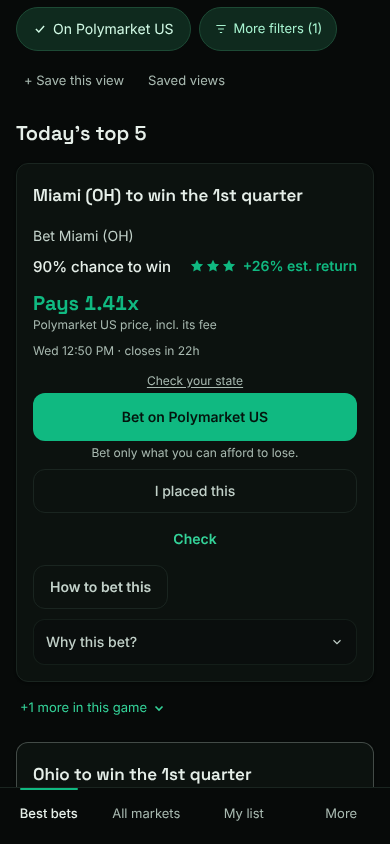 On Polymarket US
More filters (1)
+ Save this view
Saved views
Today's top 5
Miami (OH) to win the 1st quarter
Bet Miami (OH)
90% chance to win
★★★ +26% est. return
Pays 1.41x
Polymarket US price, incl. its fee
Wed 12:50 PM · closes in 22h
Check your state
Bet on Polymarket US
Bet only what you can afford to lose.
I placed this
Check
How to bet this
Why this bet?
+1 more in this game
Ohio to win the 1st quarter
Best bets
All markets
My list
More